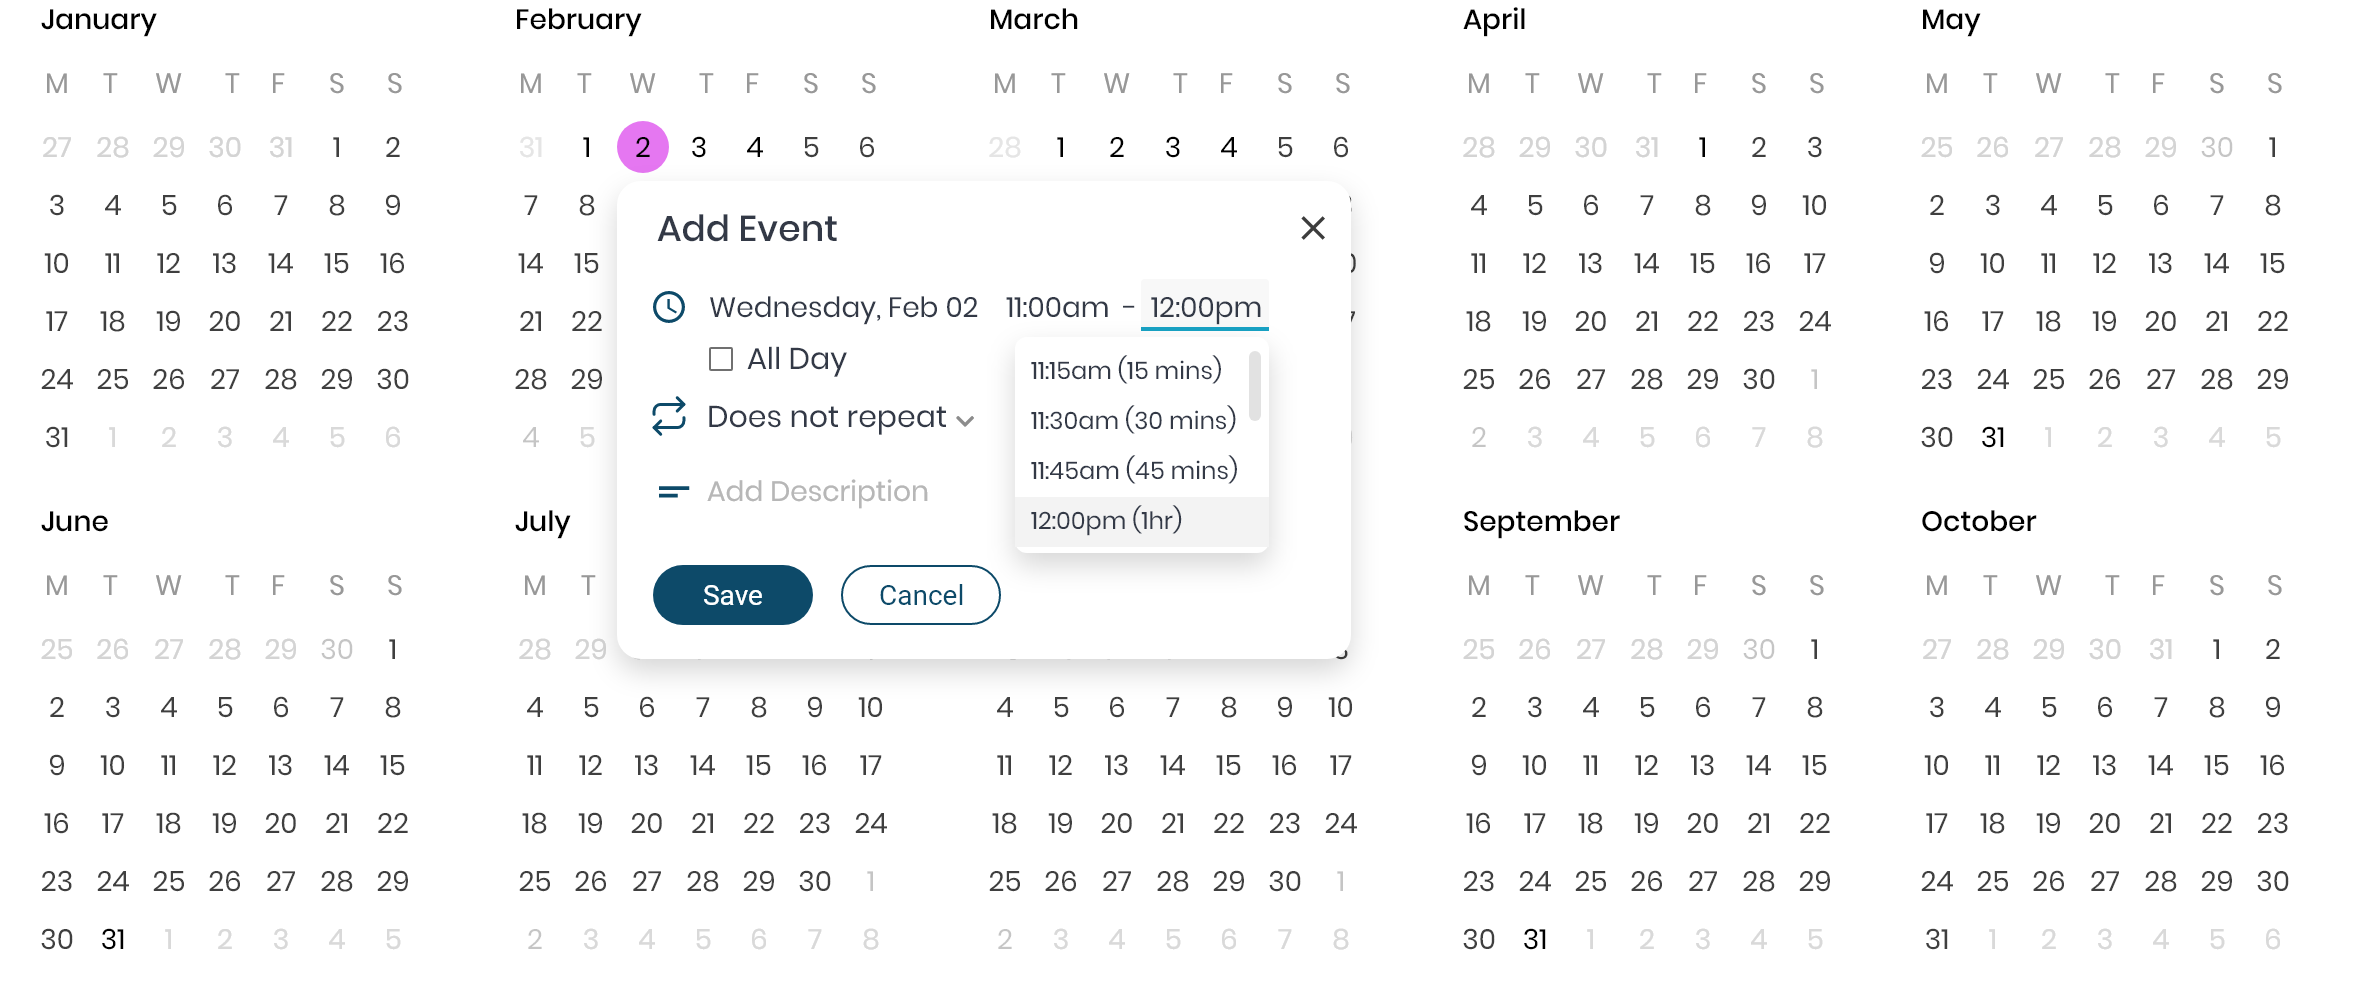 January
M T W T F S S
27 28 29 30 31 1 2
3 4 5 6 7 8 9
10 11 12 13 14 15 16
17 18 19 20 21 22 23
24 25 26 27 28 29 30
31 1 2 3 4 5 6
February
M T W T F S S
31 1 2 3 4 5 6
7 8
14 15
21 22
28 29
4 5
March
M T W T F S S
28 1 2 3 4 5 6
April
M T W T F S S
28 29 30 31 1 2 3
4 5 6 7 8 9 10
11 12 13 14 15 16 17
18 19 20 21 22 23 24
25 26 27 28 29 30 1
2 3 4 5 6 7 8
May
M T W T F S S
25 26 27 28 29 30 1
2 3 4 5 6 7 8
9 10 11 12 13 14 15
16 17 18 19 20 21 22
23 24 25 26 27 28 29
30 31 1 2 3 4 5
Add Event
Wednesday, Feb 02 11:00am - 12:00pm
All Day
Does not repeat
Add Description
11:15am (15 mins)
11:30am (30 mins)
11:45am (45 mins)
12:00pm (1hr)
Save Cancel
June
M T W T F S S
25 26 27 28 29 30 1
2 3 4 5 6 7 8
9 10 11 12 13 14 15
16 17 18 19 20 21 22
23 24 25 26 27 28 29
30 31 1 2 3 4 5
July
M T
28 29
4 5 6 7 8 9 10
11 12 13 14 15 16 17
18 19 20 21 22 23 24
25 26 27 28 29 30 1
2 3 4 5 6 7 8
4 5 6 7 8 9 10
11 12 13 14 15 16 17
18 19 20 21 22 23 24
25 26 27 28 29 30 1
2 3 4 5 6 7 8
September
M T W T F S S
25 26 27 28 29 30 1
2 3 4 5 6 7 8
9 10 11 12 13 14 15
16 17 18 19 20 21 22
23 24 25 26 27 28 29
30 31 1 2 3 4 5
October
M T W T F S S
27 28 29 30 31 1 2
3 4 5 6 7 8 9
10 11 12 13 14 15 16
17 18 19 20 21 22 23
24 25 26 27 28 29 30
31 1 2 3 4 5 6